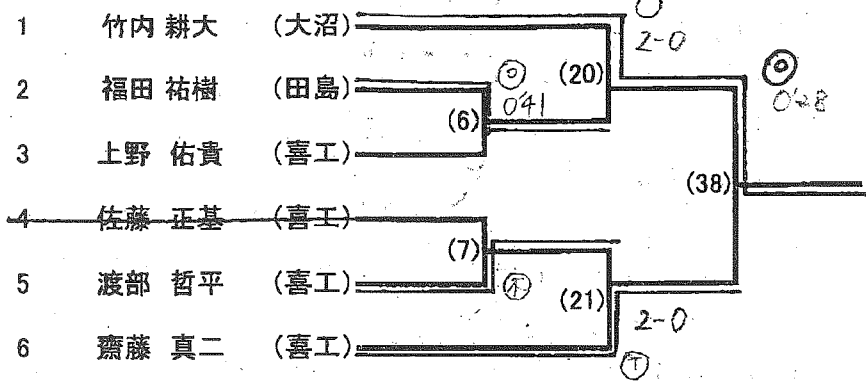 1 竹内 耕大 (大沼)
2 福田 祐樹 (田島)
3 上野 佑貴 (喜工)
4 佐藤 正基 (喜工)
5 渡部 哲平 (喜工)
6 齋藤 真二 (喜工)
(6)
(7)
(20)
(21)
(38)
2-0
0'41
0'28
2-0